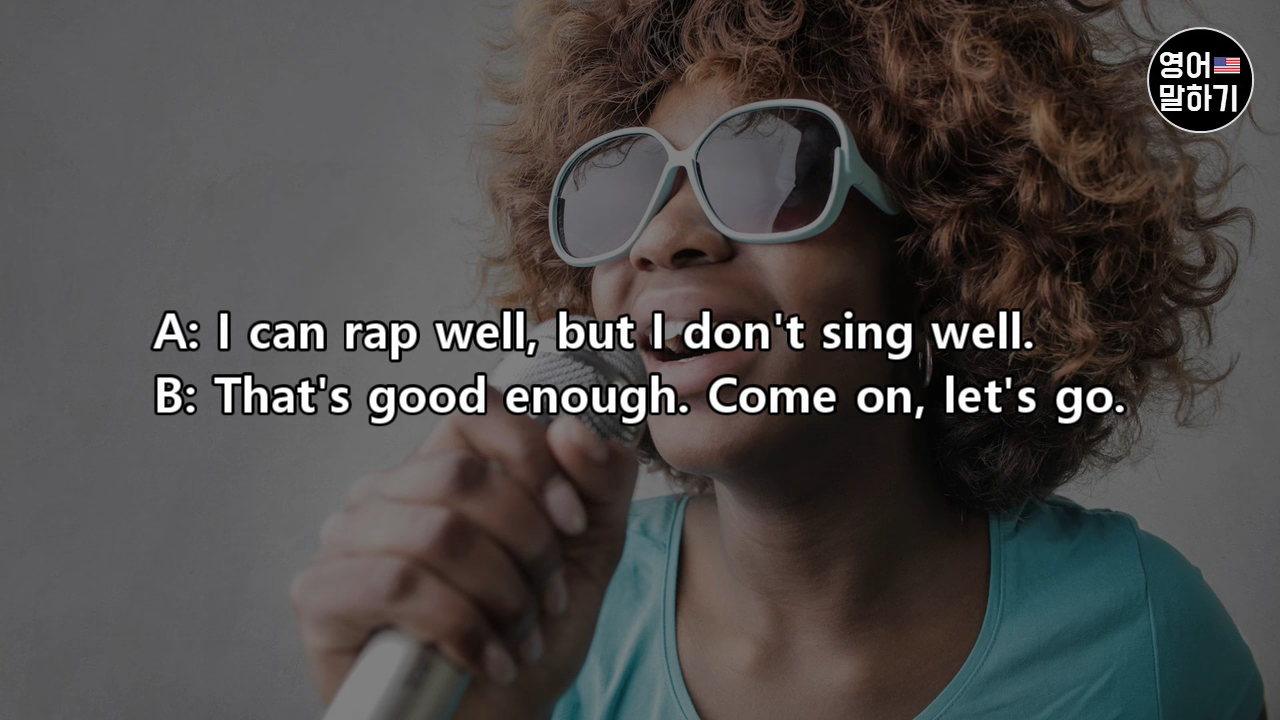 영어
말하기
A: I can rap well, but I don't sing well.
B: That's good enough. Come on, let's go.